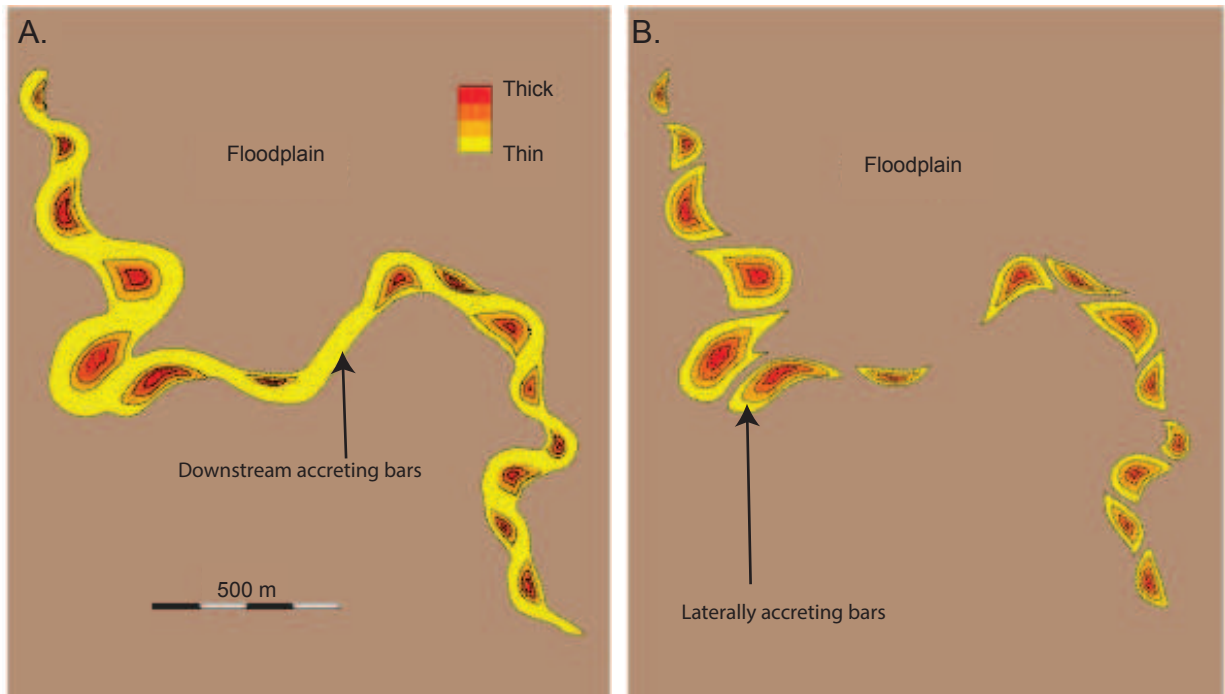 A.
Thick
Thin
Floodplain
Downstream accreting bars
500 m
B.
Floodplain
Laterally accreting bars